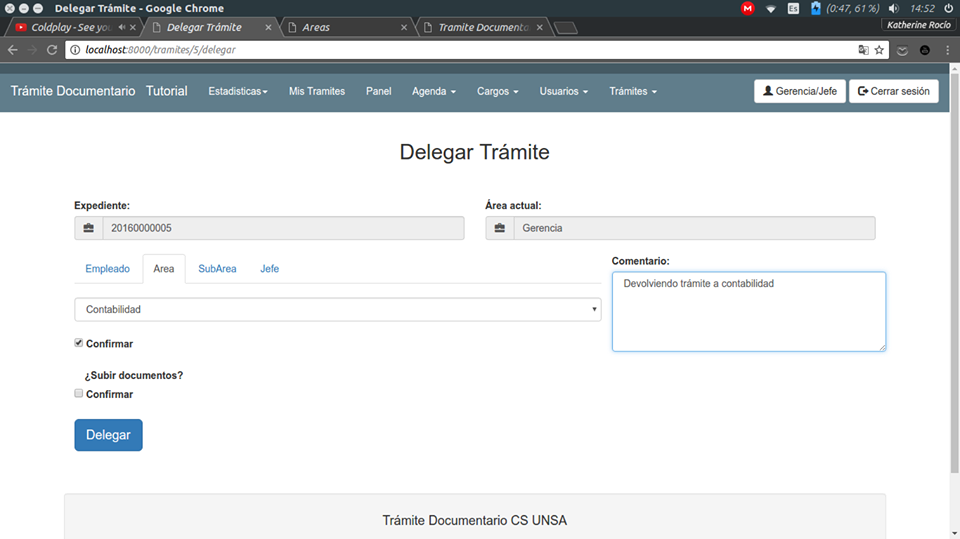 Delegar Trámite - Google Chrome
(0:47, 61%) 14:52
Es
Coldplay - See you
Delegar Trámite
Areas
Tramite Documenta
Katherine Rocío
localhost:8000/tramites/5/delegar
Trámite Documentario Tutorial Estadisticas Mis Tramites Panel Agenda Cargos Usuarios Trámites Gerencia/Jefe Cerrar sesión
Delegar Trámite
Expediente: Área actual:
20160000005 Gerencia
Empleado Area SubArea Jefe
Comentario:
Devolviendo trámite a contabilidad
Contabilidad
Confirmar
¿Subir documentos?
Confirmar
Delegar
Trámite Documentario CS UNSA